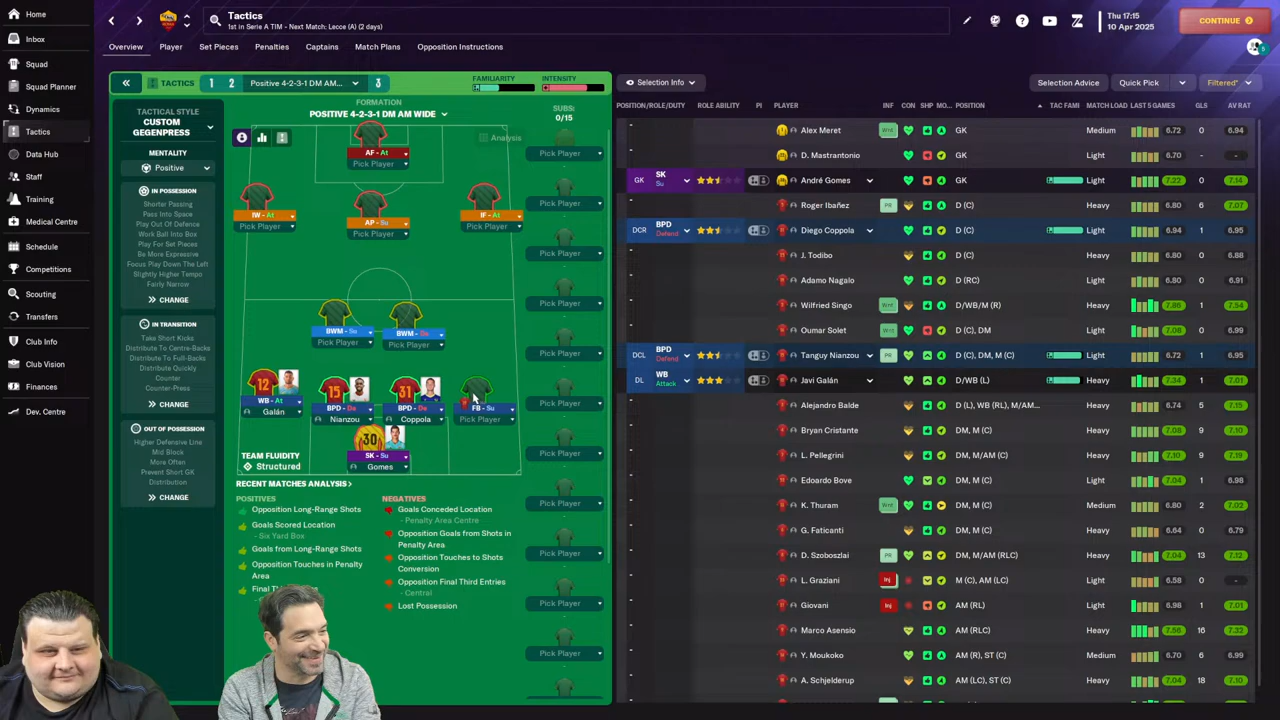 Home
Inbox
Squad
Squad Planner
Dynamics
Tactics
Data Hub
Staff
Training
Medical Centre
Schedule
Competitions
Scouting
Transfers
Club Info
Club Vision
Finances
Dev. Centre
Tactics
1st in Serie A TIM - Next Match: Lecce (A) (2 days)
Thu 17:15
10 Apr 2025
CONTINUE
5
Overview Player Set Pieces Penalties Captains Match Plans Opposition Instructions
TACTICS 1 2 Positive 4-2-3-1 DM AM... 3
FAMILIARITY
INTENSITY
TACTICAL STYLE
CUSTOM
GEGENPRESS
MENTALITY
Positive
IN POSSESSION
Shorter Passing
Pass Into Space
Play Out Of Defence
Work Ball Into Box
Play For Set Pieces
Be More Expressive
Focus Play Down The Left
Slightly Higher Tempo
Fairly Narrow
CHANGE
IN TRANSITION
Take Short Kicks
Distribute To Centre-Backs
Distribute To Full-Backs
Distribute Quickly
Counter
Counter-Press
CHANGE
OUT OF POSSESSION
Higher Defensive Line
Mid Block
More Often
Prevent Short GK
Distribution
CHANGE
FORMATION
POSITIVE 4-2-3-1 DM AM WIDE
Analysis
AF - At
Pick Player
IW - At
Pick Player
AP - Su
Pick Player
IF - At
Pick Player
BWM - Su
Pick Player
BWM - De
Pick Player
12
WB - At
Galán
15
BPD - De
Nianzou
31
BPD - De
Coppola
FB - Su
Pick Player
30
SK - Su
Gomes
TEAM FLUIDITY
Structured
SUBS:
0/15
Pick Player
Pick Player
Pick Player
Pick Player
Pick Player
Pick Player
Pick Player
Pick Player
Pick Player
Pick Player
Pick Player
RECENT MATCHES ANALYSIS
POSITIVES
Opposition Long-Range Shots
Goals Scored Location
- Six Yard Box
Goals from Long-Range Shots
Opposition Touches in Penalty
Area
NEGATIVES
Goals Conceded Location
- Penalty Area Centre
Opposition Goals from Shots in
Penalty Area
Opposition Touches to Shots
Conversion
Opposition Final Third Entries
- Central
Lost Possession
Selection Info
Selection Advice Quick Pick Filtered*
POSITION/ROLE/DUTY ROLE ABILITY PI PLAYER INF CON SHP MO... POSITION TAC FAMI MATCH LOAD LAST 5 GAMES GLS AV RAT
Alex Meret Wnt GK Medium 6.72 0 6.94
D. Mastrantonio GK Light 6.70 - -
GK SK Su André Gomes GK Light 7.22 0 7.14
Roger Ibañez PR D (C) Light 6.80 0 7.07
DCR BPD Defend Diego Coppola D (C) Light 6.94 1 6.95
J. Todibo D (C) Light 6.80 0 6.88
Adamo Nagalo D (RC) Light 6.80 0 6.91
Wilfried Singo Wnt D/WB/M (R) Heavy 7.86 1 7.54
Oumar Solet Wnt D (C), DM Light 7.08 0 6.99
DCL BPD Defend Tanguy Nianzou PR D (C), DM, M (C) Heavy 6.72 1 6.95
DL WB Attack Javi Galán D/WB (L) Heavy 7.34 1 7.01
Alejandro Balde D (L), WB (RL), M/AM... Heavy 6.74 0 7.15
Bryan Cristante DM, M (C) Heavy 7.08 9 7.10
L. Pellegrini DM, M/AM (C) Heavy 7.10 9 7.19
Edoardo Bove DM, M (C) Light 6.80 1 6.98
K. Thuram Wnt DM, M (C) Medium 6.80 2 7.02
G. Faticanti DM, M (C) Light 6.64 0 6.79
D. Szoboszlai PR DM, M/AM (RLC) Heavy 7.04 13 7.12
L. Graziani Inj M (C), AM (LC) Light 6.58 0 -
Giovani Inj AM (RL) Light 6.98 1 7.01
Marco Asensio AM (RLC) Heavy 7.56 16 7.32
Y. Moukoko AM (R), ST (C) Medium 6.70 6 6.99
A. Schjelderup AM (LC), ST (C) Heavy 7.04 18 7.10